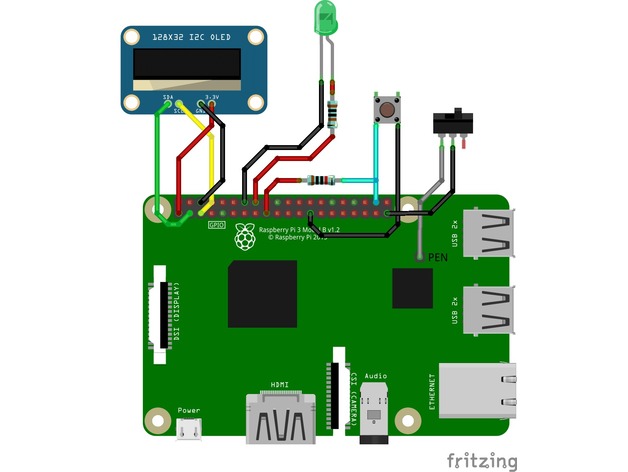 128X32 I2C OLED
SDA
SCL
GND
3.3V
GPIO
Raspberry Pi 3 Model B v1.2
© Raspberry Pi 2015
PEN
USB 2x
USB 2x
DSI (DISPLAY)
HDMI
CSI (CAMERA)
Audio
ETHERNET
Power
fritzing